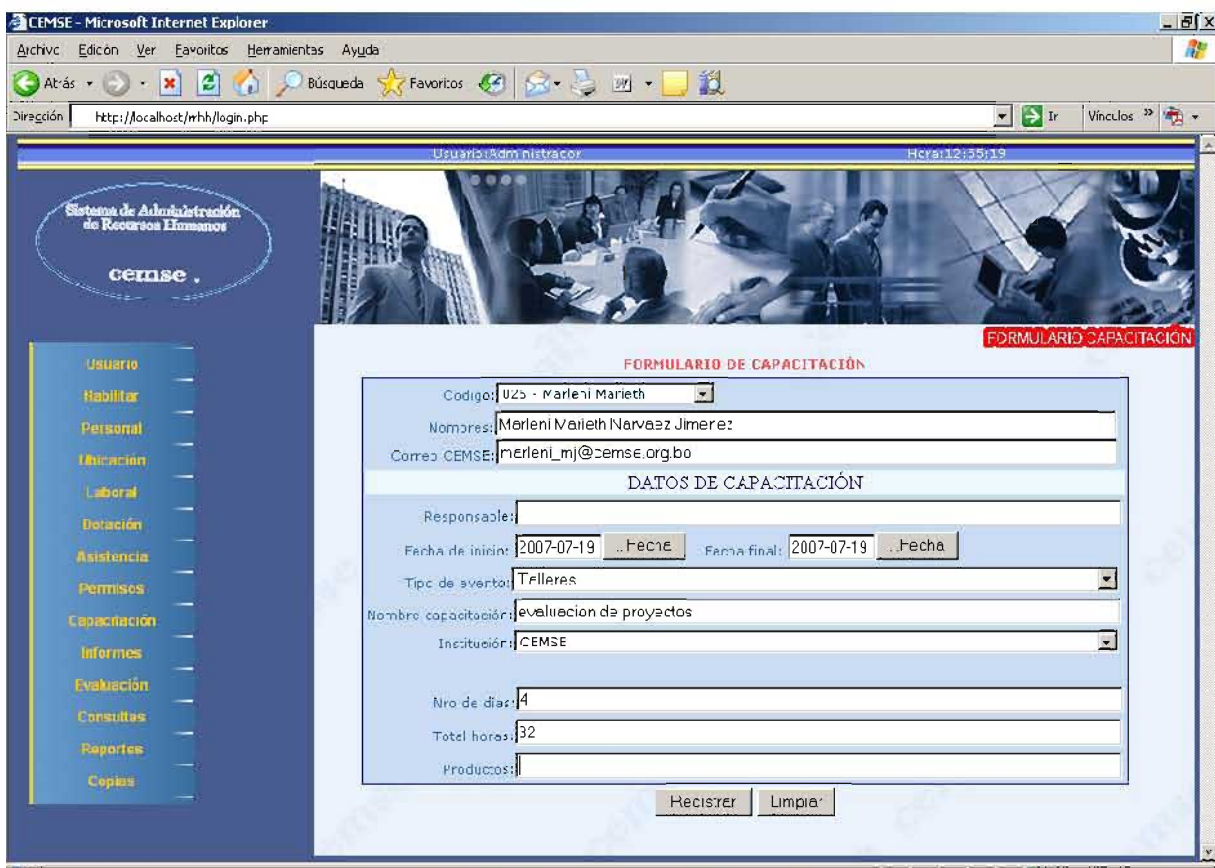 CEMSE - Microsoft Internet Explorer
Archivo Edición Ver Favoritos Herramientas Ayuda
Atrás Búsqueda Favoritos
Dirección http://localhost/rrhh/login.php Ir Vínculos »
Usuario:Administrador Hora:12:55:19
Sistema de Administración
de Recursos Humanos
cemse .
FORMULARIO CAPACITACIÓN
Usuario
Habilitar
Personal
Ubicación
Laboral
Dotación
Asistencia
Permisos
Capacitación
Informes
Evaluación
Consultas
Reportes
Copias
FORMULARIO DE CAPACITACIÓN
Codigo: 025 - Marleni Marieth
Nombres: Marleni Marieth Narvaez Jimenez
Correo CEMSE: marleni_mj@cemse.org.bo
DATOS DE CAPACITACIÓN
Responsable:
Fecha de inicio: 2007-07-19 ...Fecha Fecha final: 2007-07-19 ...Fecha
Tipo de evento: Talleres
Nombre capacitación: evaluacion de proyectos
Institución: CEMSE
Nro de dias: 4
Total horas: 32
Productos:
Registrar Limpiar